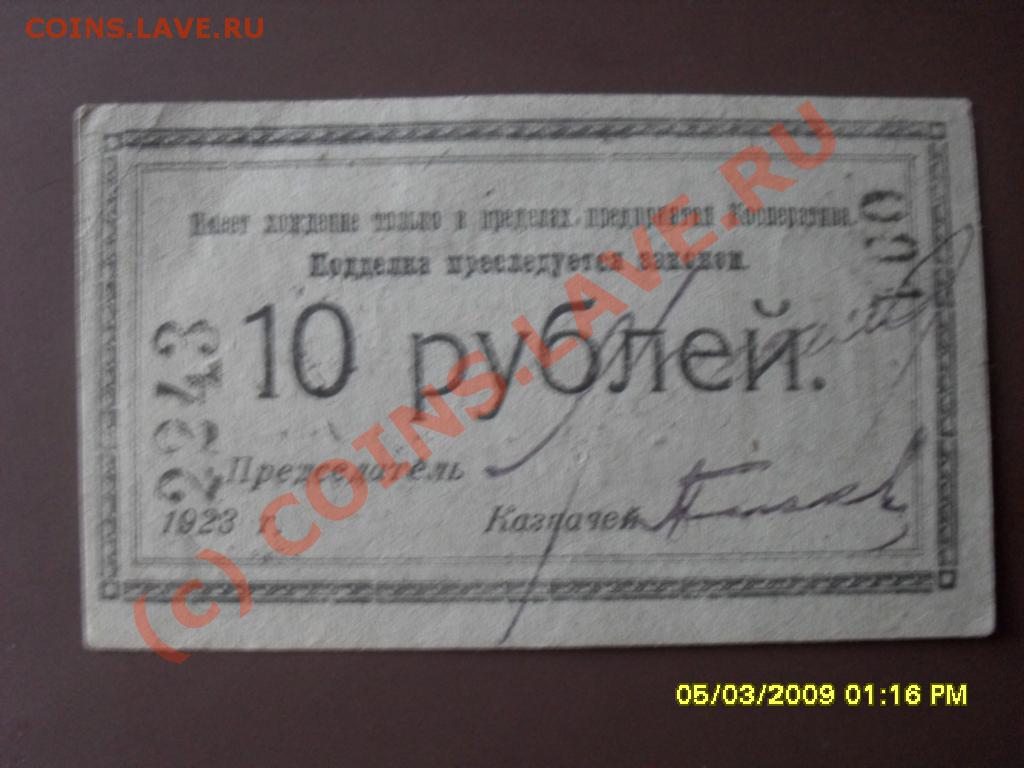 COINS.LAVE.RU
Имеет хождение только в пределах предприятия Кооператива.
Подделка преследуется законом.
10 рублей.
22243
Председатель
1923 г.
Казначей
(c) COINS.LAVE.RU
05/03/2009 01:16 PM